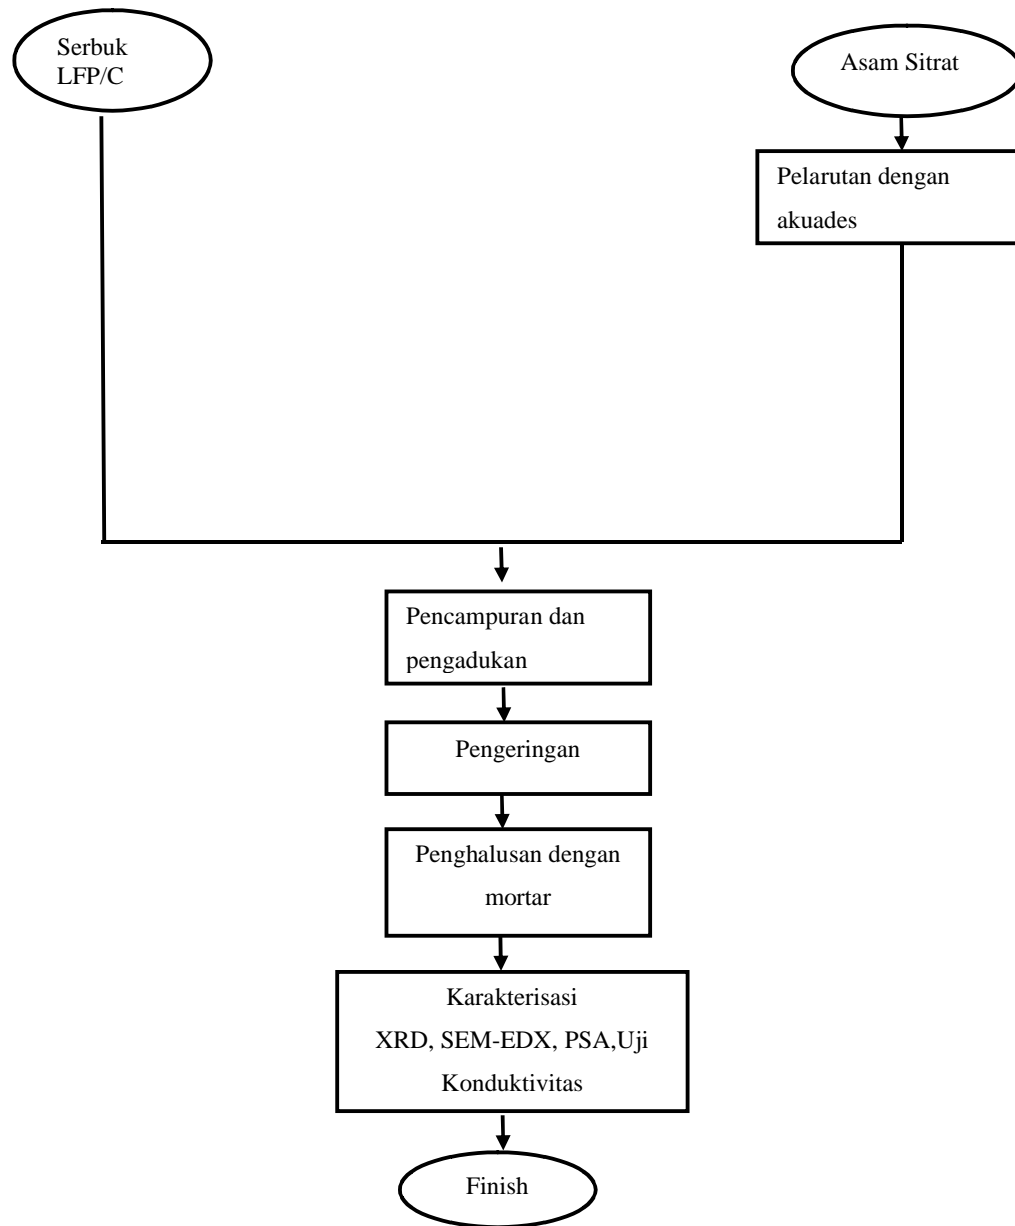 Serbuk
LFP/C
Asam Sitrat
Pelarutan dengan
akuades
Pencampuran dan
pengadukan
Pengeringan
Penghalusan dengan
mortar
Karakterisasi
XRD, SEM-EDX, PSA,Uji
Konduktivitas
Finish